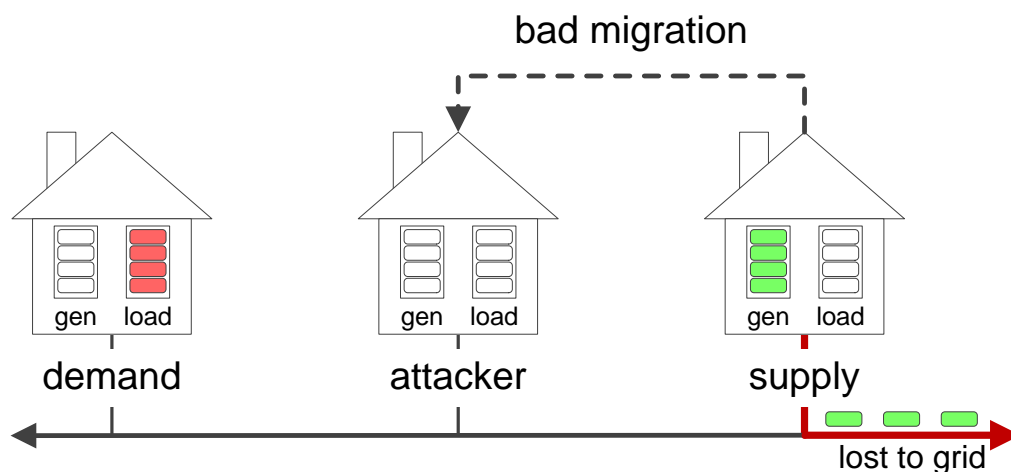 bad migration
gen load
gen load
gen load
demand
attacker
supply
lost to grid